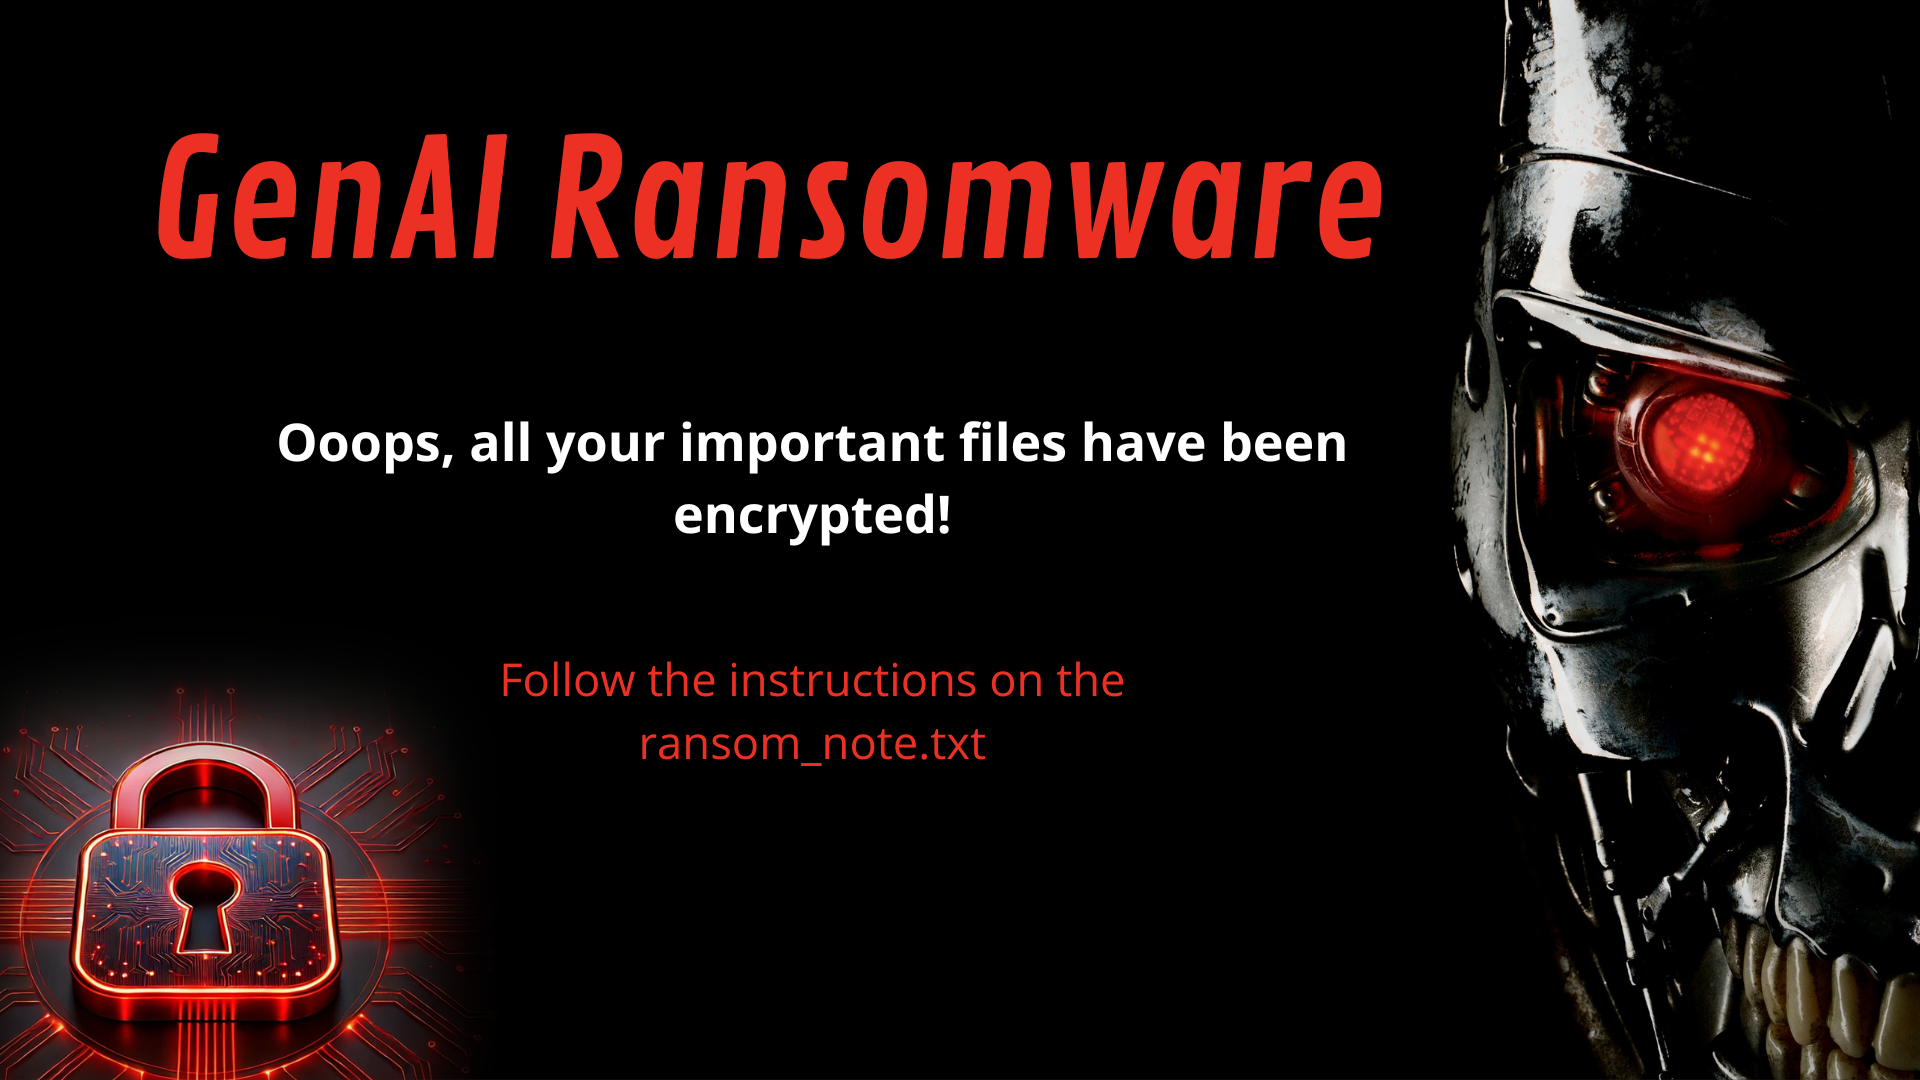 GenAI Ransomware
Ooops, all your important files have been
encrypted!
Follow the instructions on the
ransom_note.txt